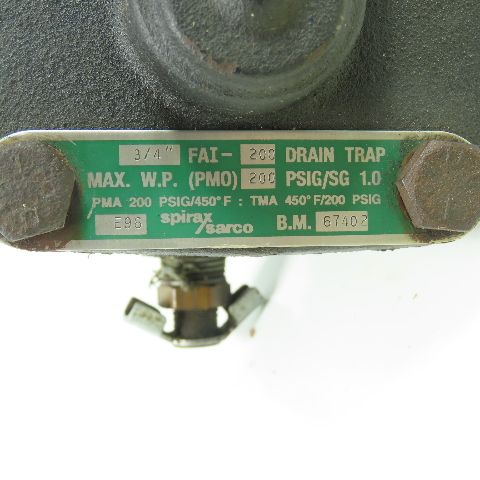 3/4" FAI- 200 DRAIN TRAP
MAX. W.P. (PMO) 200 PSIG/SG 1.0
PMA 200 PSIG/450°F : TMA 450°F/200 PSIG
E96 spirax/sarco B.M. 67402